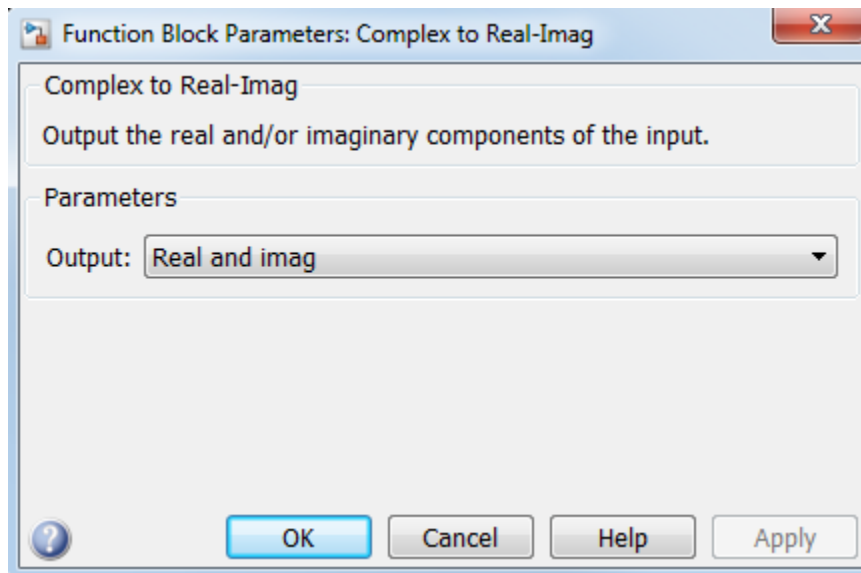 Function Block Parameters: Complex to Real-Imag
Complex to Real-Imag
Output the real and/or imaginary components of the input.
Parameters
Output: Real and imag
OK Cancel Help Apply